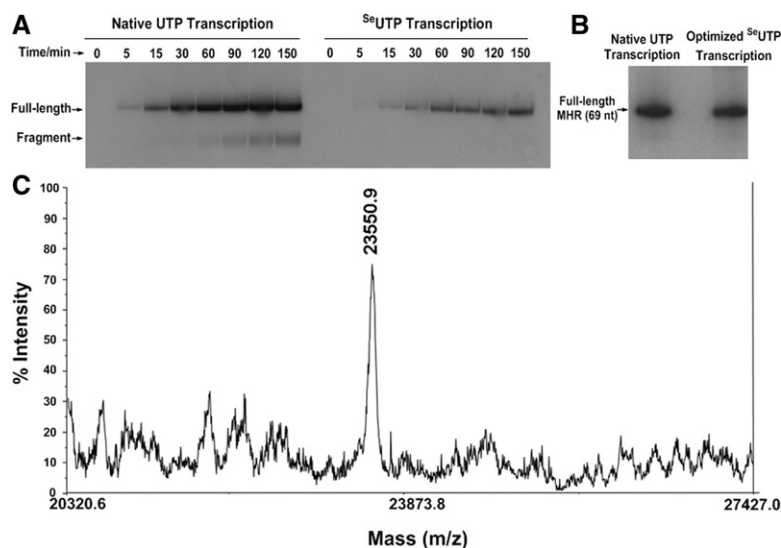 A
Native UTP Transcription
SeUTP Transcription
Time/min 0 5 15 30 60 90 120 150 0 5 15 30 60 90 120 150
Full-length
Fragment
B
Native UTP Transcription
Optimized SeUTP Transcription
Full-length MHR (69 nt)
C
100
90
80
70
60
50
40
30
20
10
0
% Intensity
23550.9
20320.6
23873.8
27427.0
Mass (m/z)